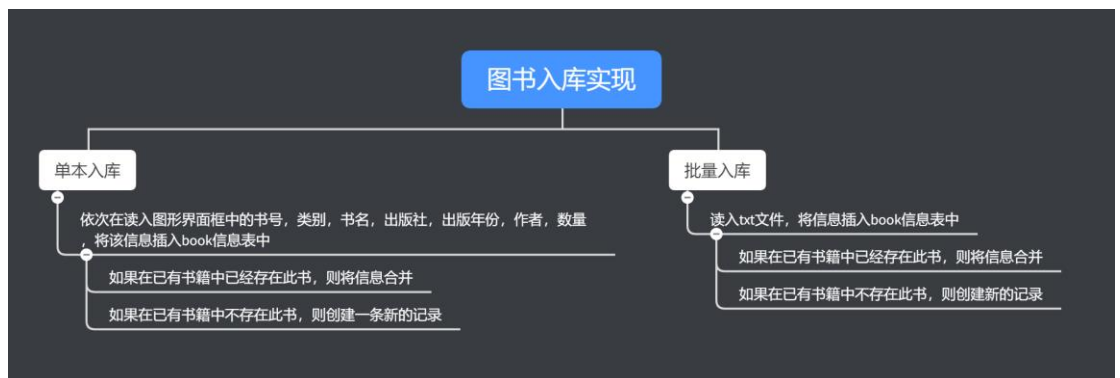 图书入库实现
单本入库
依次在读入图形界面框中的书号，类别，书名，出版社，出版年份，作者，数量
，将该信息插入book信息表中
如果在已有书籍中已经存在此书，则将信息合并
如果在已有书籍中不存在此书，则创建一条新的记录
批量入库
读入txt文件，将信息插入book信息表中
如果在已有书籍中已经存在此书，则将信息合并
如果在已有书籍中不存在此书，则创建新的记录